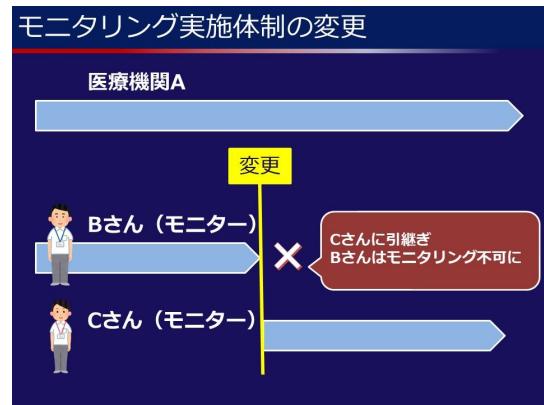 モニタリング実施体制の変更
医療機関A
変更
Bさん（モニター）
Cさんに引継ぎ
Bさんはモニタリング不可に
Cさん（モニター）